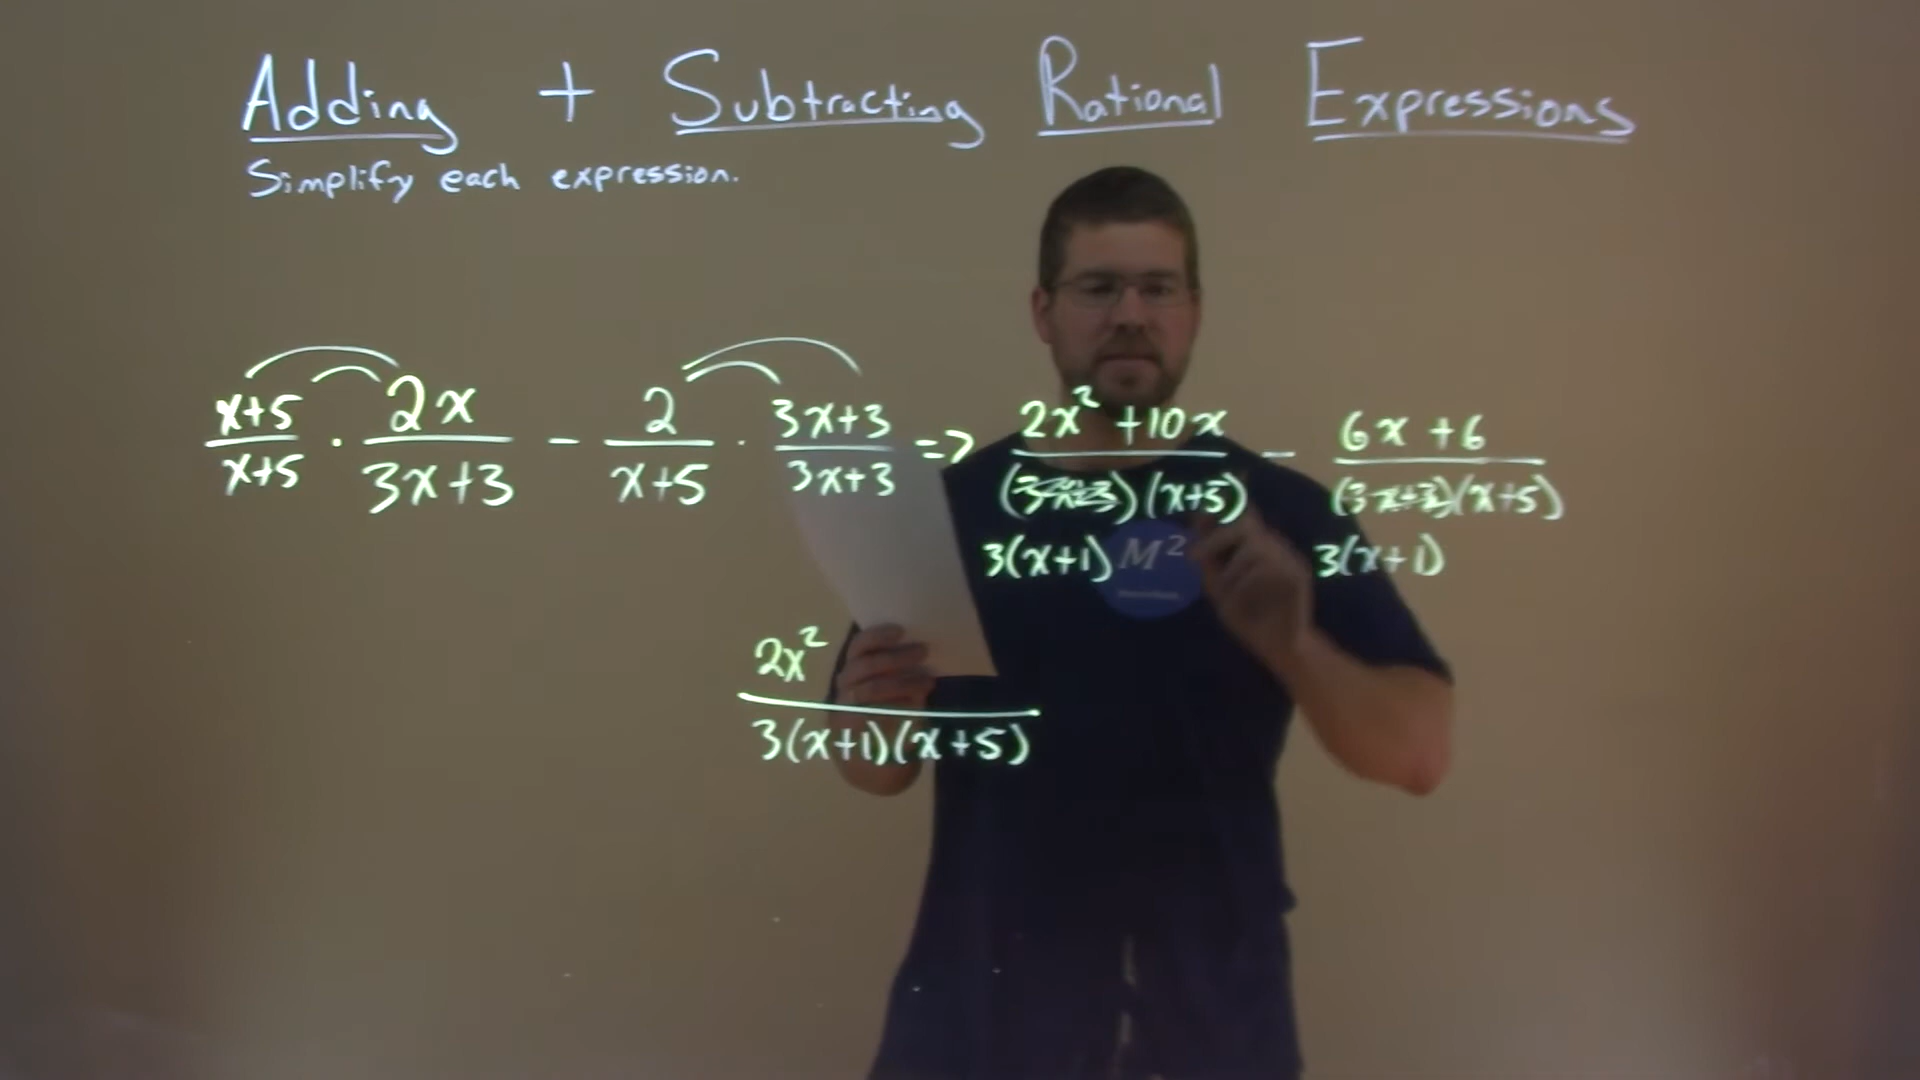 Adding + Subtracting Rational Expressions
Simplify each expression.
x+5/x+5 · 2x/3x+3 - 2/x+5 · 3x+3/3x+3 => 2x² +10x/(3x+3)(x+5) - 6x +6/(3x+3)(x+5)
3(x+1) 3(x+1)
M²
2x²/3(x+1)(x+5)